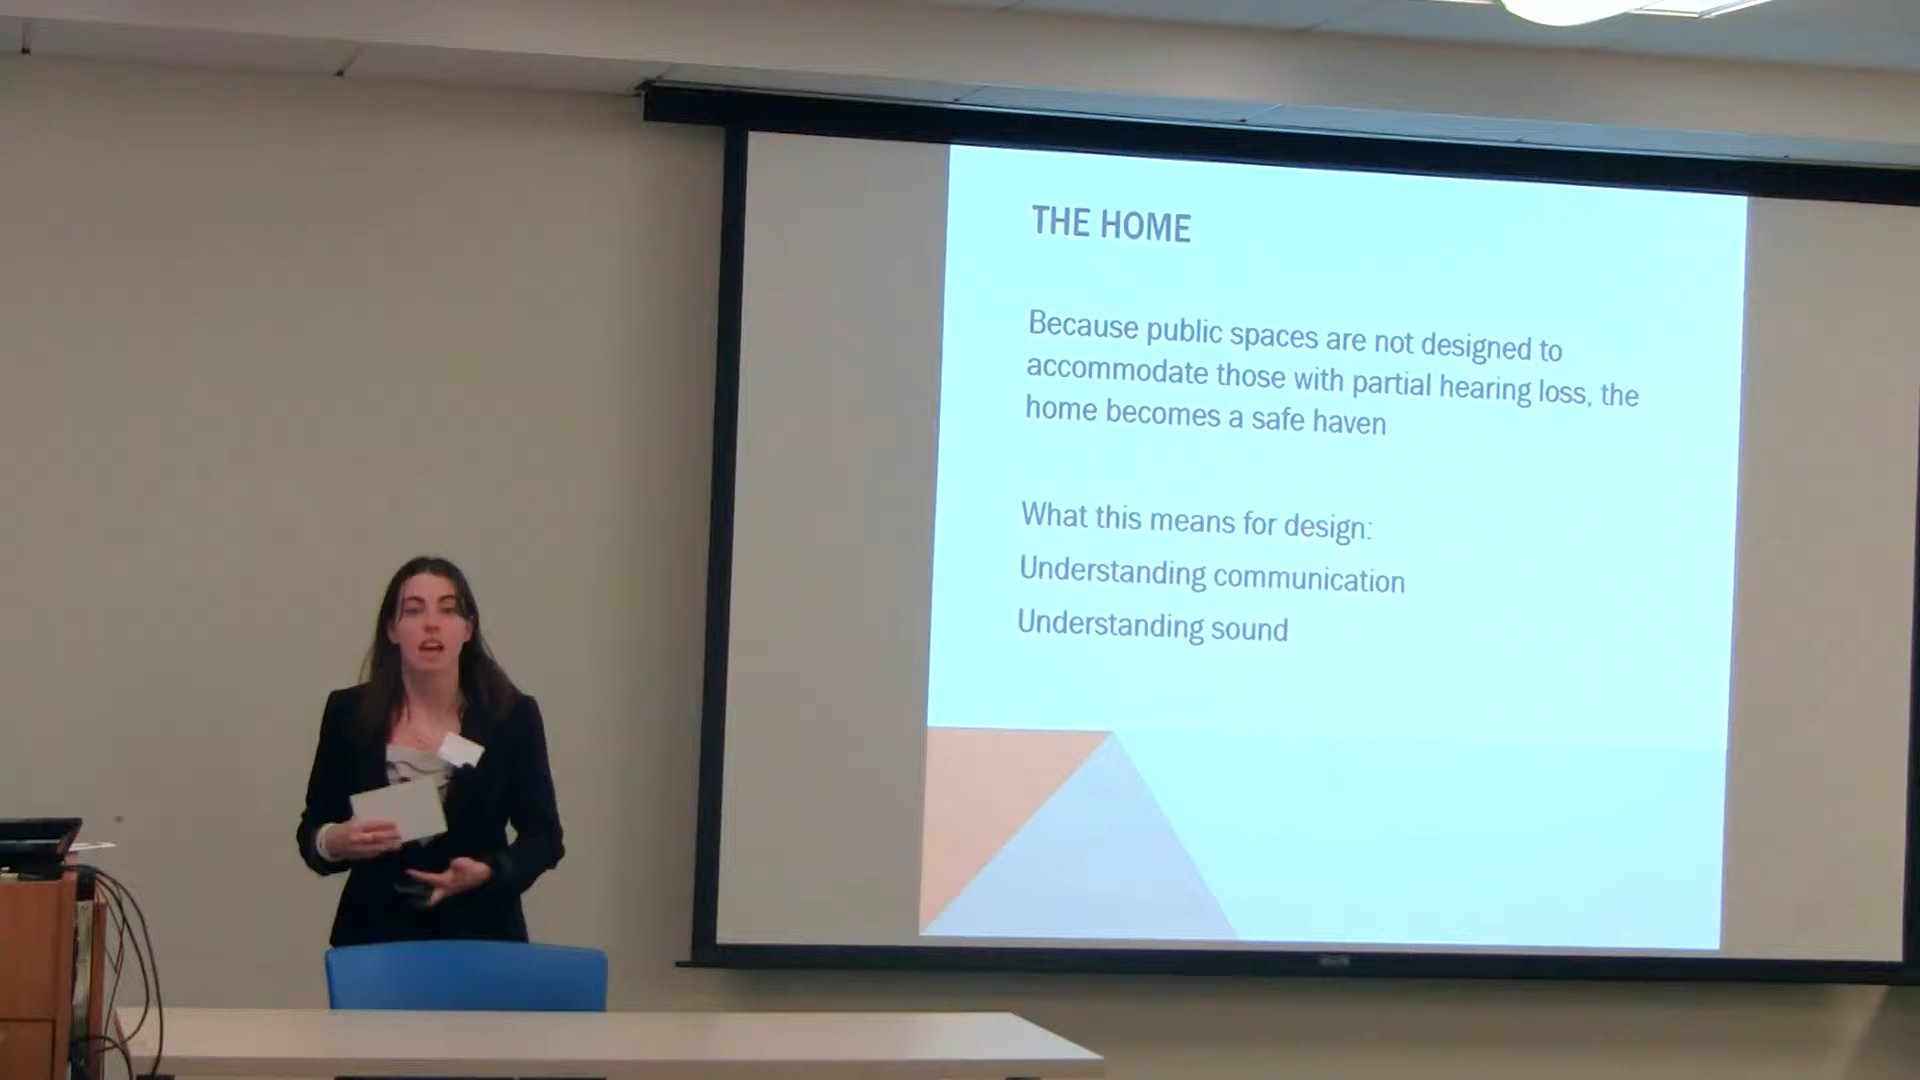 THE HOME
Because public spaces are not designed to
accommodate those with partial hearing loss, the
home becomes a safe haven
What this means for design:
Understanding communication
Understanding sound